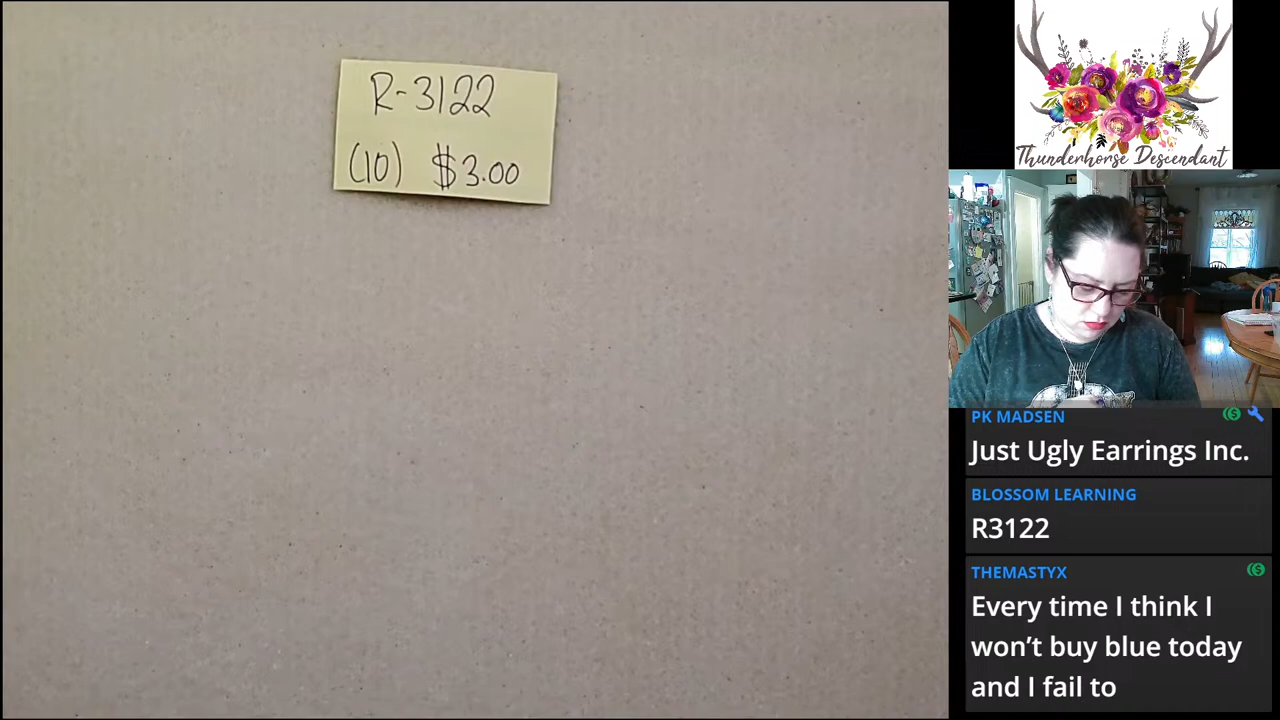 R-3122
(10) $3.00
Thunderhorse Descendant
PK MADSEN
Just Ugly Earrings Inc.
BLOSSOM LEARNING
R3122
THEMASTYX
Every time I think I
won't buy blue today
and I fail to